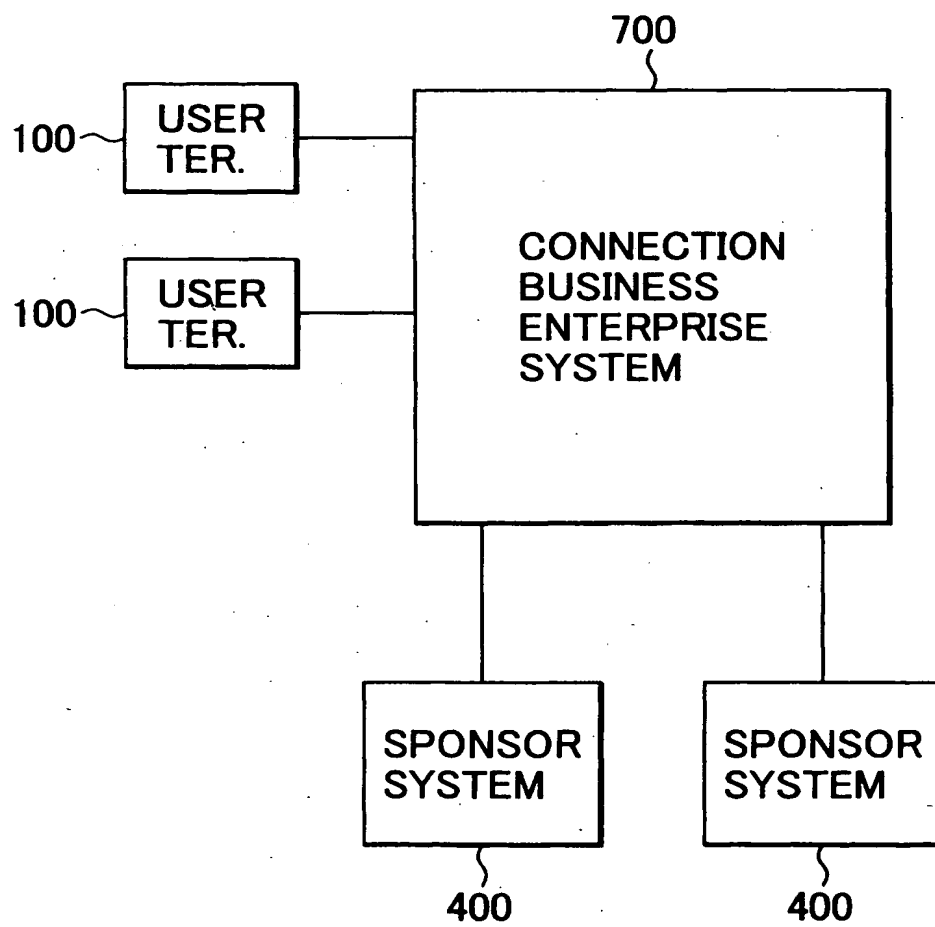 700
100
USER
TER.
100
USER
TER.
CONNECTION
BUSINESS
ENTERPRISE
SYSTEM
SPONSOR
SYSTEM
400
SPONSOR
SYSTEM
400